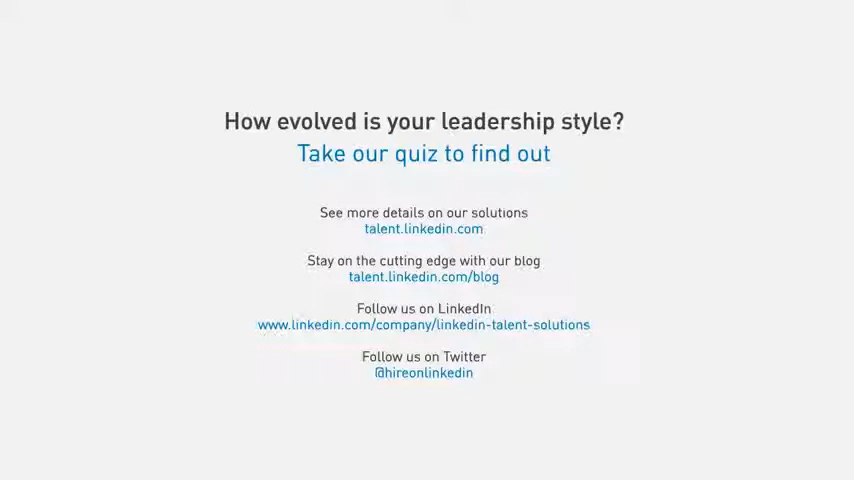 How evolved is your leadership style?
Take our quiz to find out
See more details on our solutions
talent.linkedin.com
Stay on the cutting edge with our blog
talent.linkedin.com/blog
Follow us on LinkedIn
www.linkedin.com/company/linkedin-talent-solutions
Follow us on Twitter
@hireonlinkedin